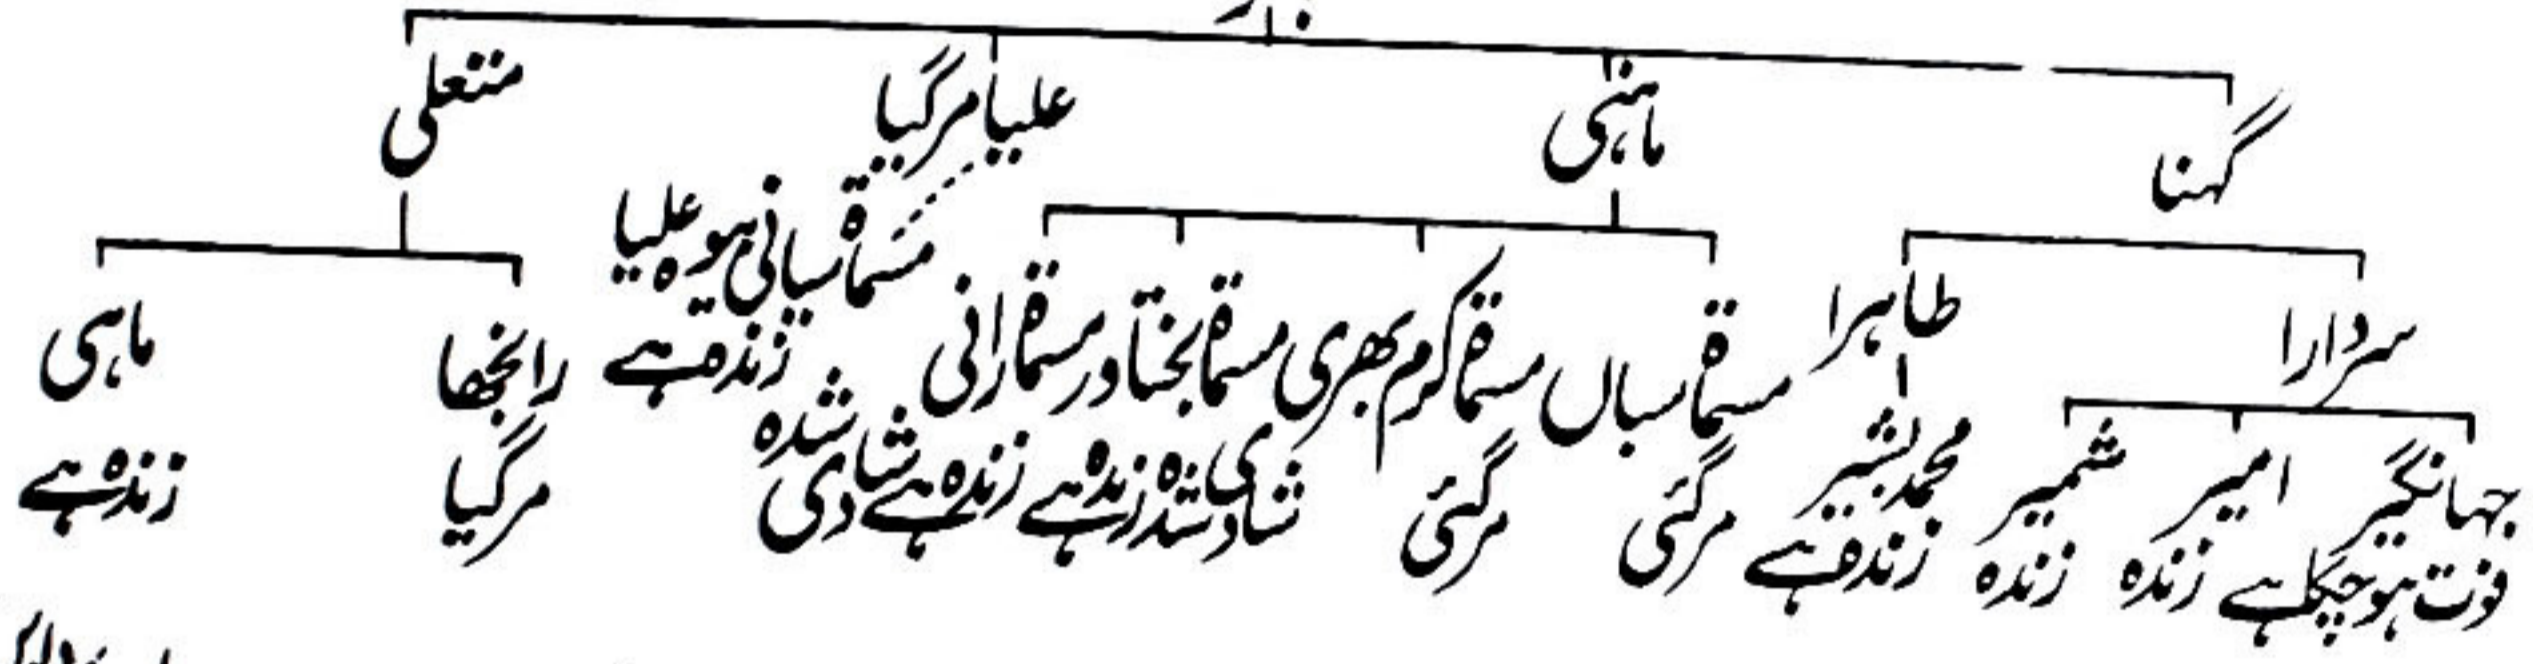 گہنا ماہنی علیا مرگیا متعلی
سردارا طاہرا مسماۃ سباں مسماۃ کرم بھری مسماۃ بختاور مسماۃ رانی مسماۃ سیانی بیوہ علیا زندہ ہے رانجھا ماہی
جہانگیر امیر شمیر محمد بشیر مرگئی مرگئی شادی شدہ زندہ ہے زندہ ہے شادی شدہ مرگیا زندہ ہے
فوت ہوچکا ہے زندہ زندہ زندہ ہے